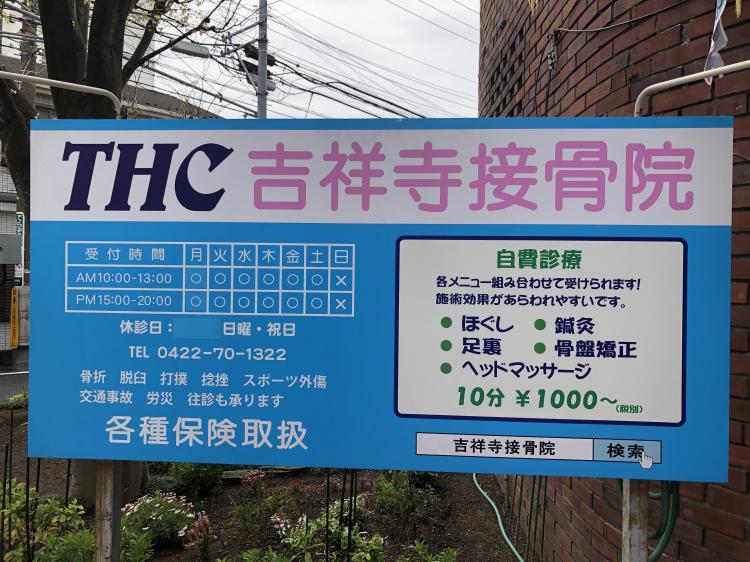 THC 吉祥寺接骨院
受付時間 月 火 水 木 金 土 日
AM10:00-13:00 ○ ○ ○ ○ ○ ○ ×
PM15:00-20:00 ○ ○ ○ ○ ○ ○ ×
休診日: 日曜・祝日
TEL 0422-70-1322
骨折 脱臼 打撲 捻挫 スポーツ外傷
交通事故 労災 往診も承ります
各種保険取扱
自費診療
各メニュー組み合わせて受けられます!
施術効果があらわれやすいです。
● ほぐし ● 鍼灸
● 足裏 ● 骨盤矯正
● ヘッドマッサージ
10分 ¥1000〜(税別)
吉祥寺接骨院 検索